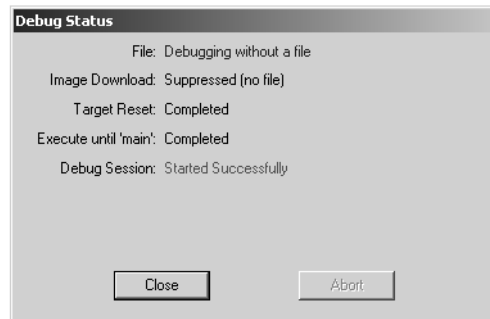 Debug Status
File: Debugging without a file
Image Download: Suppressed (no file)
Target Reset: Completed
Execute until 'main': Completed
Debug Session: Started Successfully
Close Abort